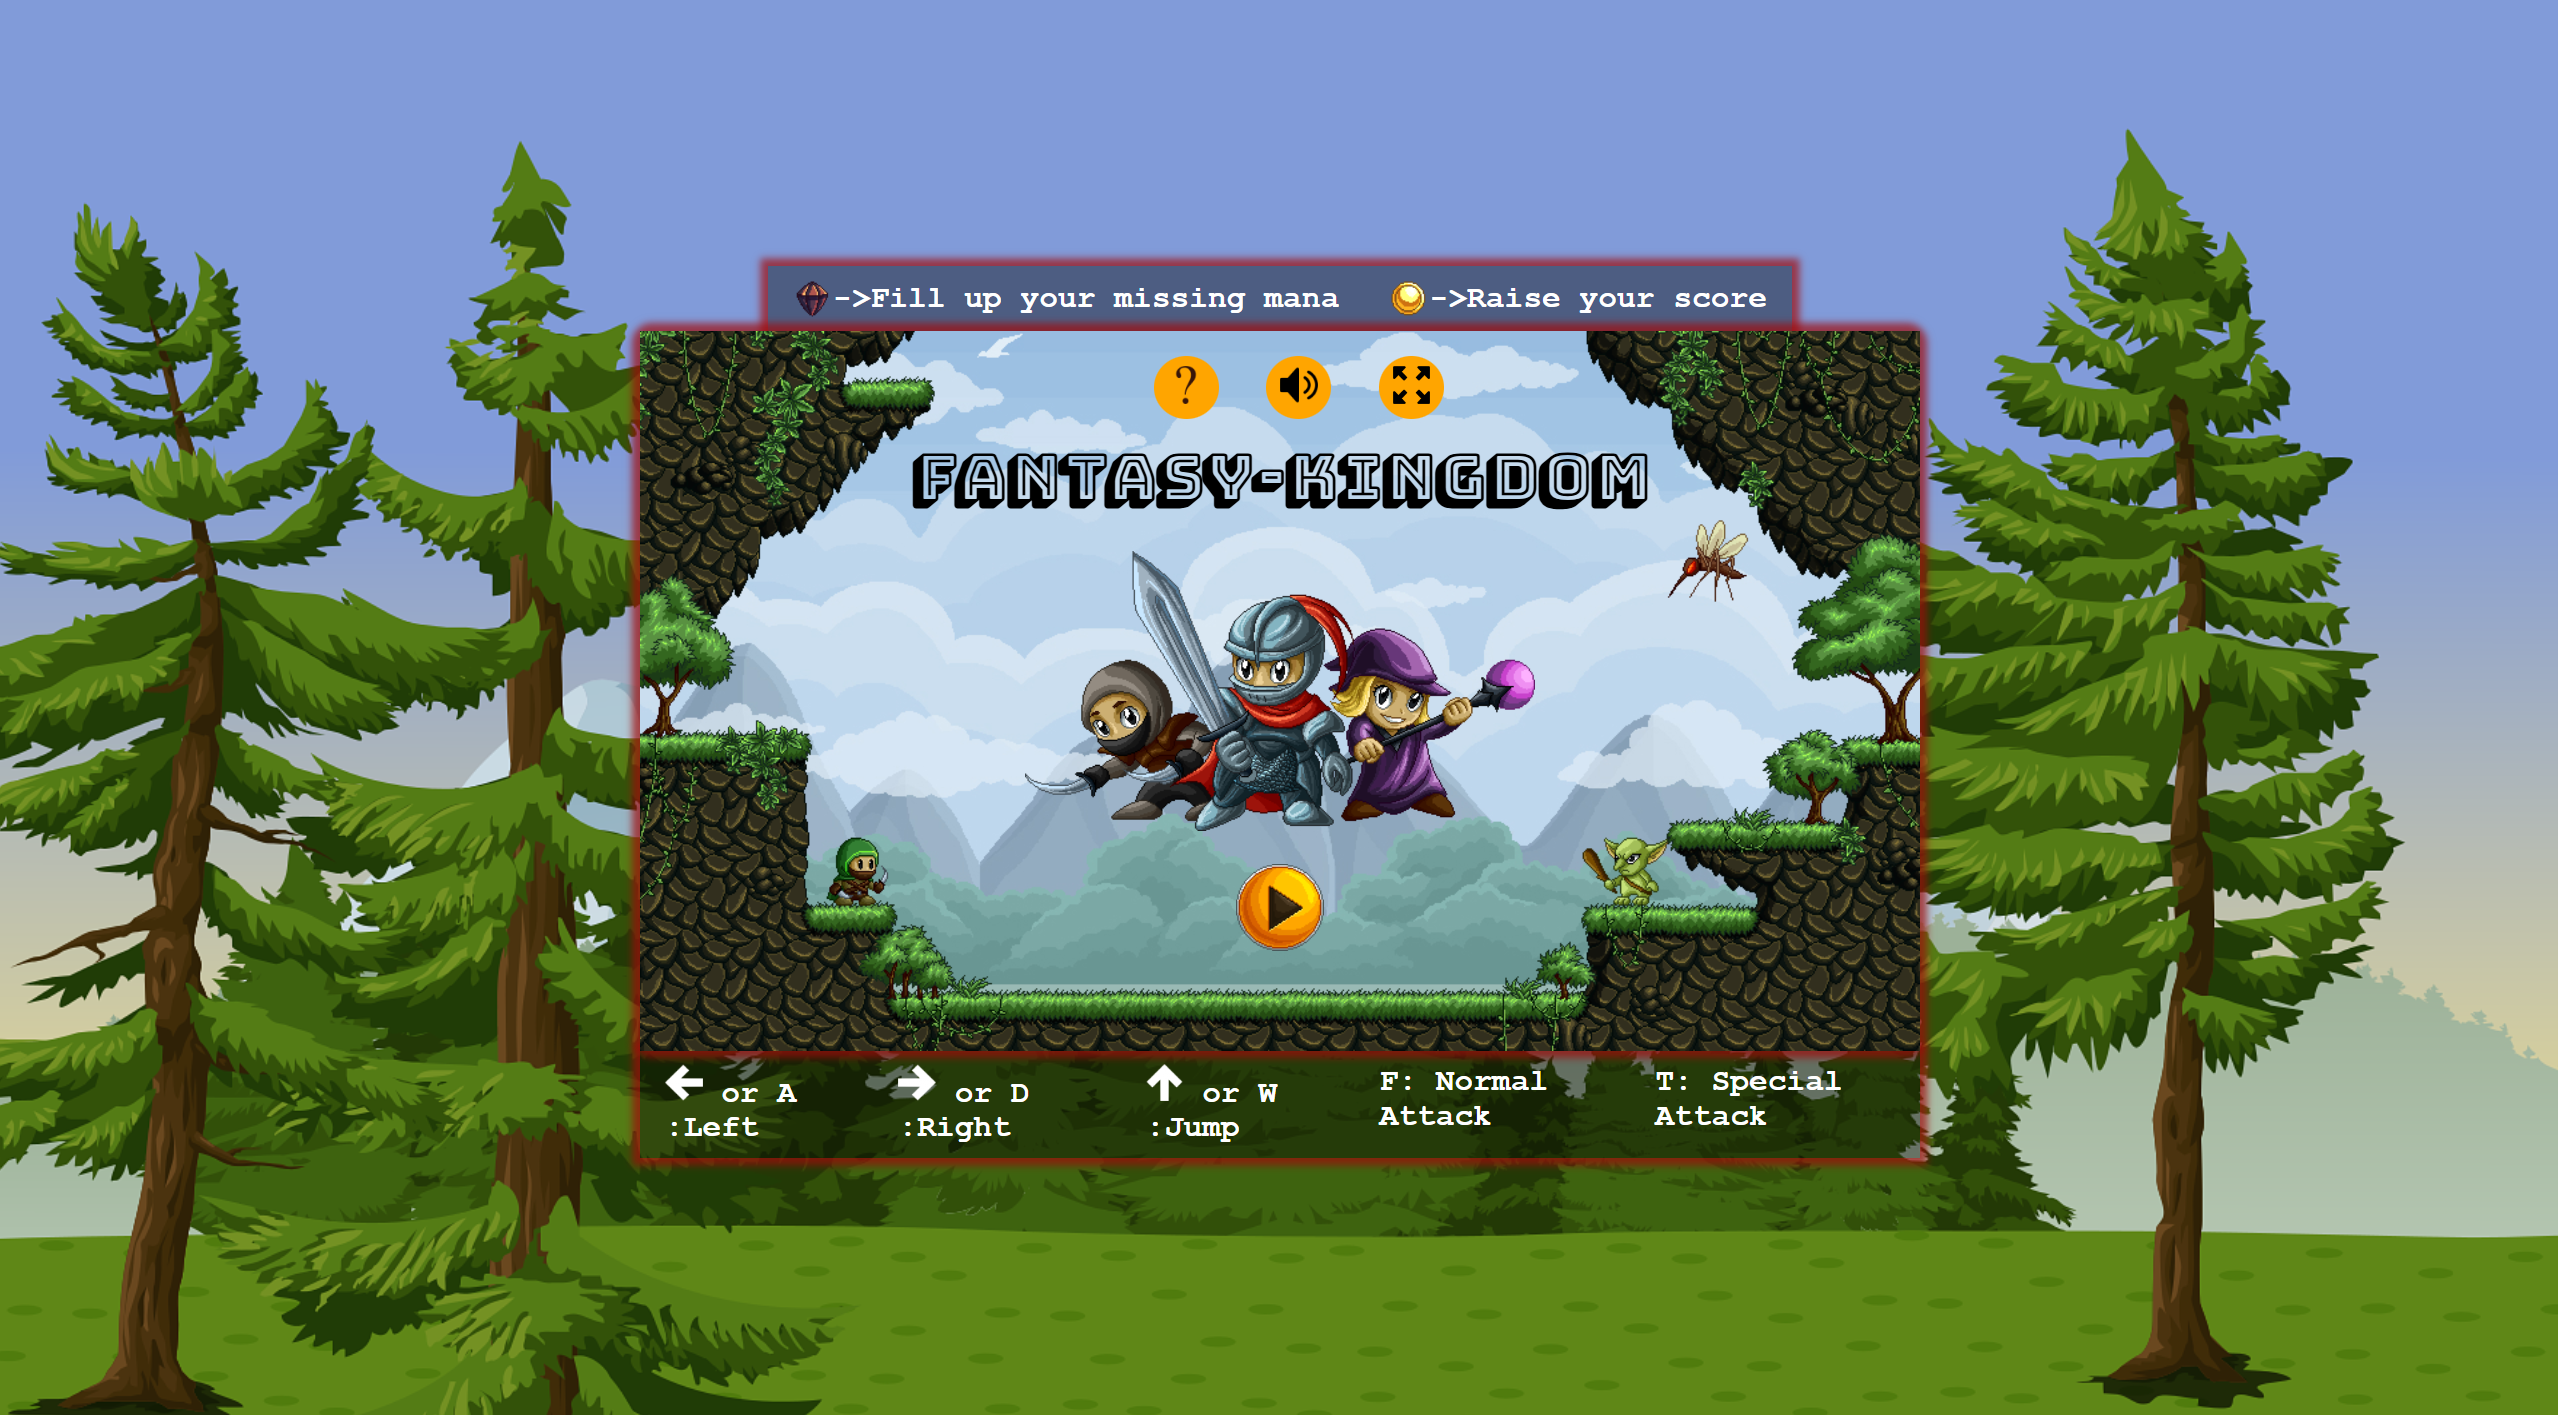 ->Fill up your missing mana ->Raise your score
?
FANTASY-KINGDOM
or A
:Left
or D
:Right
or W
:Jump
F: Normal
Attack
T: Special
Attack